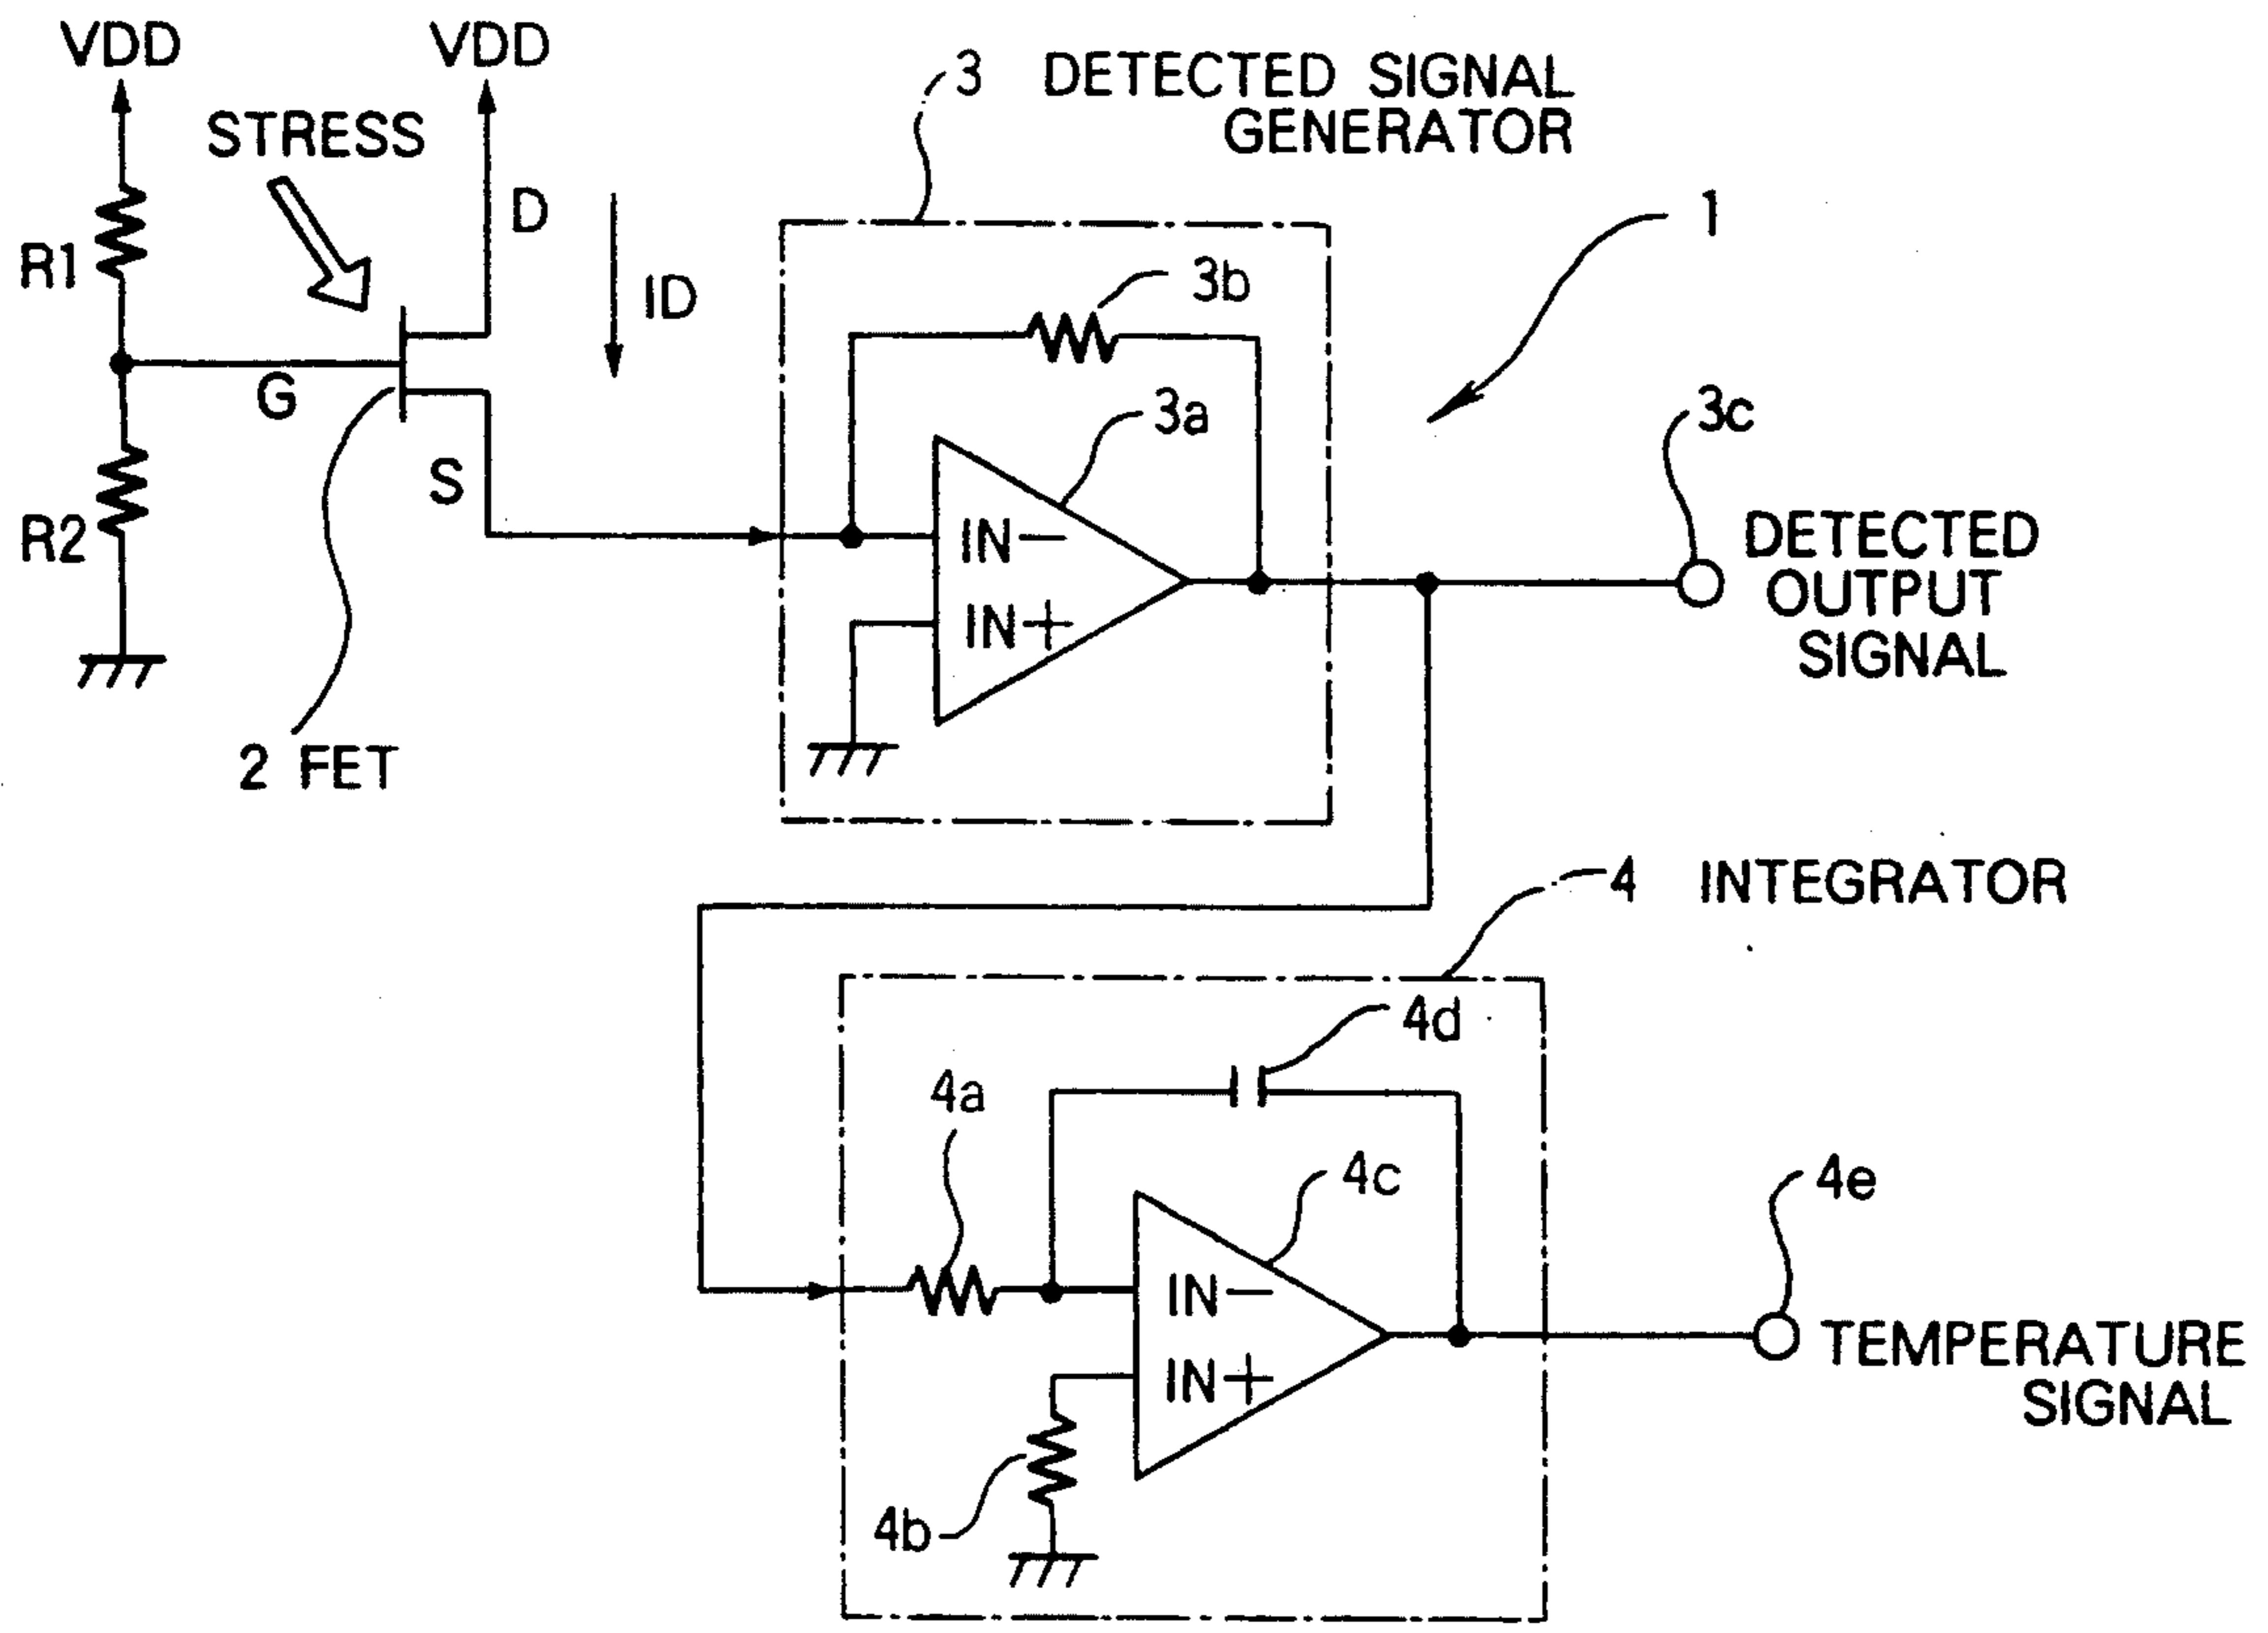 VDD
VDD
STRESS
3 DETECTED SIGNAL
GENERATOR
1
D
R1
ID
3b
3a
3c
G
S
R2
IN−
IN+
DETECTED
OUTPUT
SIGNAL
2 FET
4 INTEGRATOR
4d
4a
4c
4e
IN−
IN+
TEMPERATURE
SIGNAL
4b